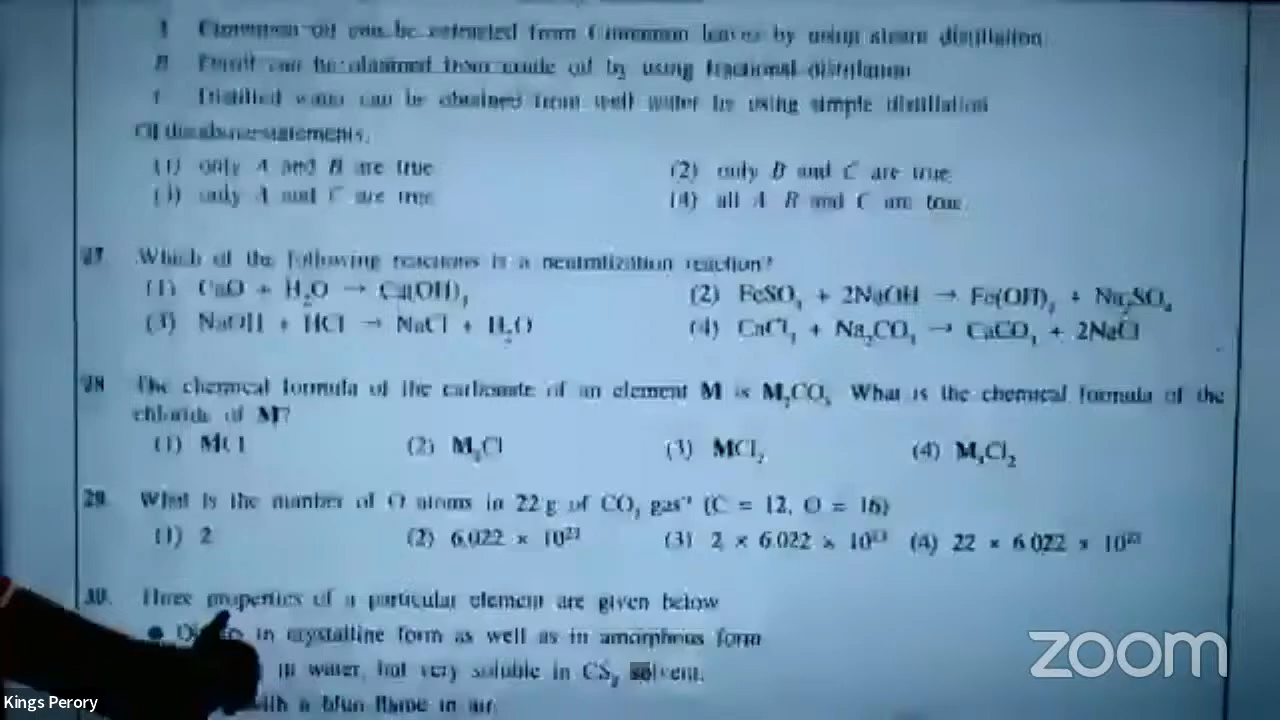 Cinnamon oil can be extracted from Cinnamon leaves by using steam distillation
B Petrol can be obtained from crude oil by using fractional distillation
C Distilled water can be obtained from well water by using simple distillation
Of the above statements,
(1) only A and B are true (2) only B and C are true
(3) only A and C are true (4) all A B and C are true
27 Which of the following reactions is a neutralization reaction?
(1) CaO + H₂O → Ca(OH)₂ (2) FeSO₄ + 2NaOH → Fe(OH)₂ + Na₂SO₄
(3) NaOH + HCl → NaCl + H₂O (4) CaCl₂ + Na₂CO₃ → CaCO₃ + 2NaCl
28 The chemical formula of the carbonate of an element M is M₂CO₃ What is the chemical formula of the
chloride of M?
(1) MCl (2) M₂Cl (3) MCl₂ (4) M₂Cl₂
29. What is the number of O atoms in 22 g of CO₂ gas? (C = 12, O = 16)
(1) 2 (2) 6.022 × 10²³ (3) 2 × 6.022 × 10²³ (4) 22 × 6.022 × 10²³
30. Three properties of a particular element are given below
in crystalline form as well as in amorphous form
in water, but very soluble in CS₂ solvent.
with a blue flame in air
zoom
Kings Perory